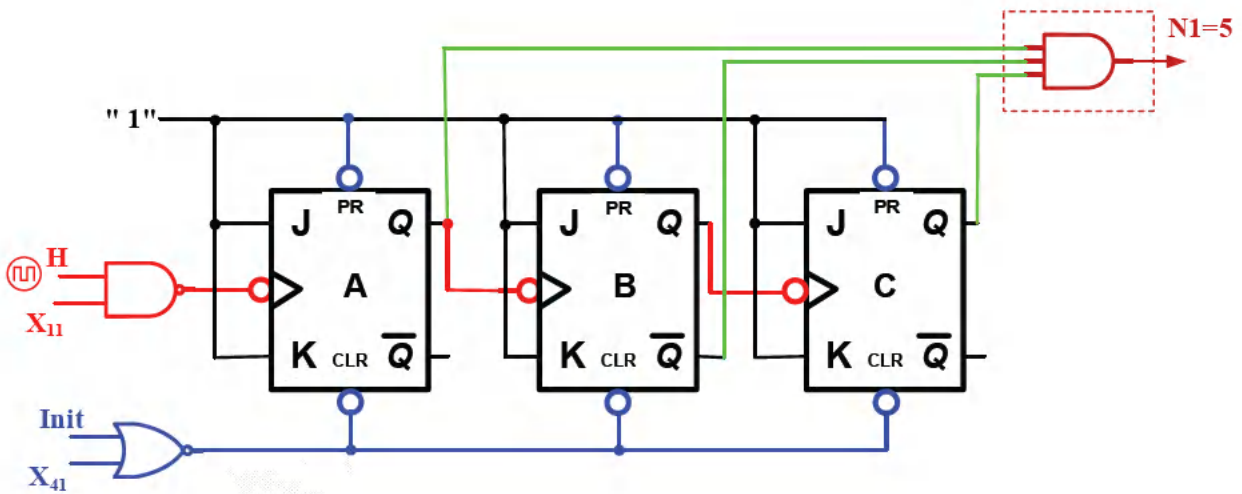 N1=5
" 1"
PR PR PR
J Q J Q J Q
H
A B C
X11
K CLR Q K CLR Q K CLR Q
Init
X41